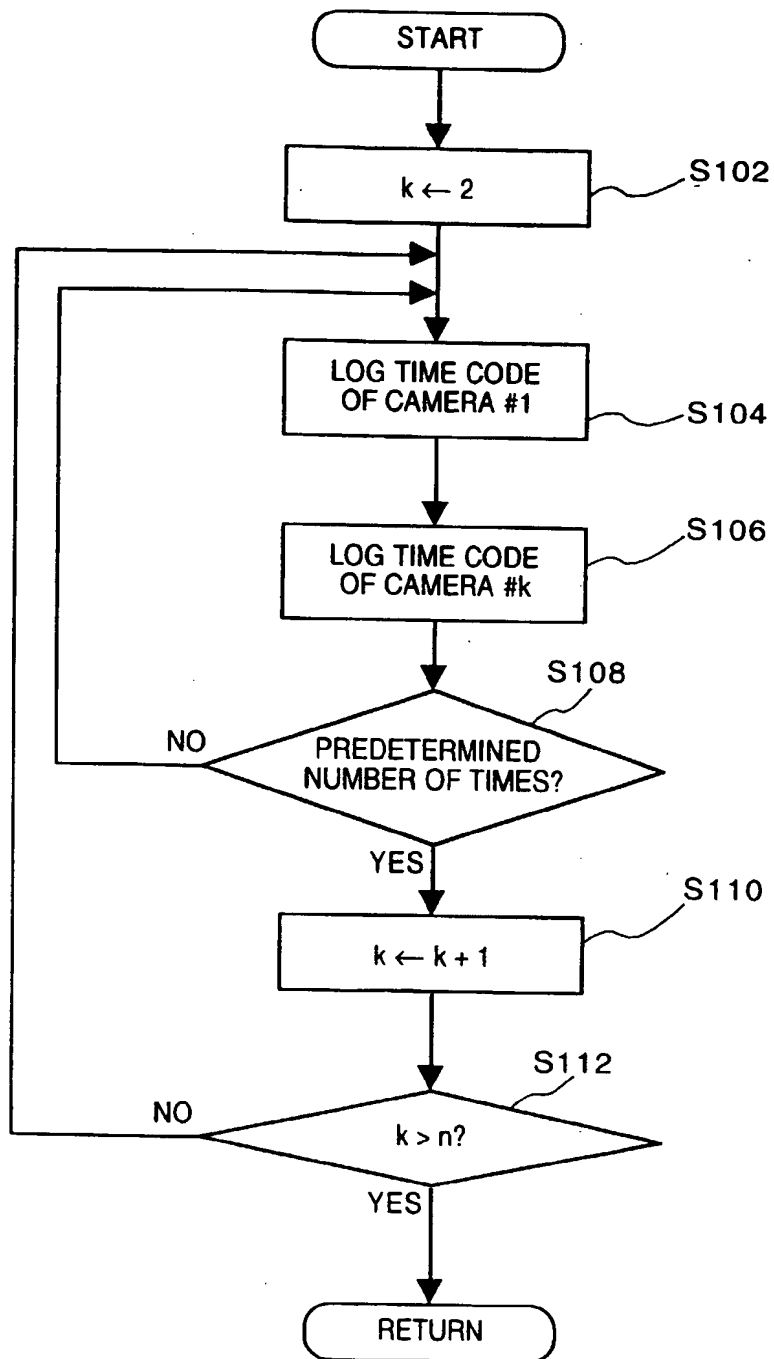 START
k ← 2
S102
LOG TIME CODE
OF CAMERA #1
S104
S106
LOG TIME CODE
OF CAMERA #k
S108
NO
PREDETERMINED
NUMBER OF TIMES?
YES
S110
k ← k + 1
S112
NO
k > n?
YES
RETURN